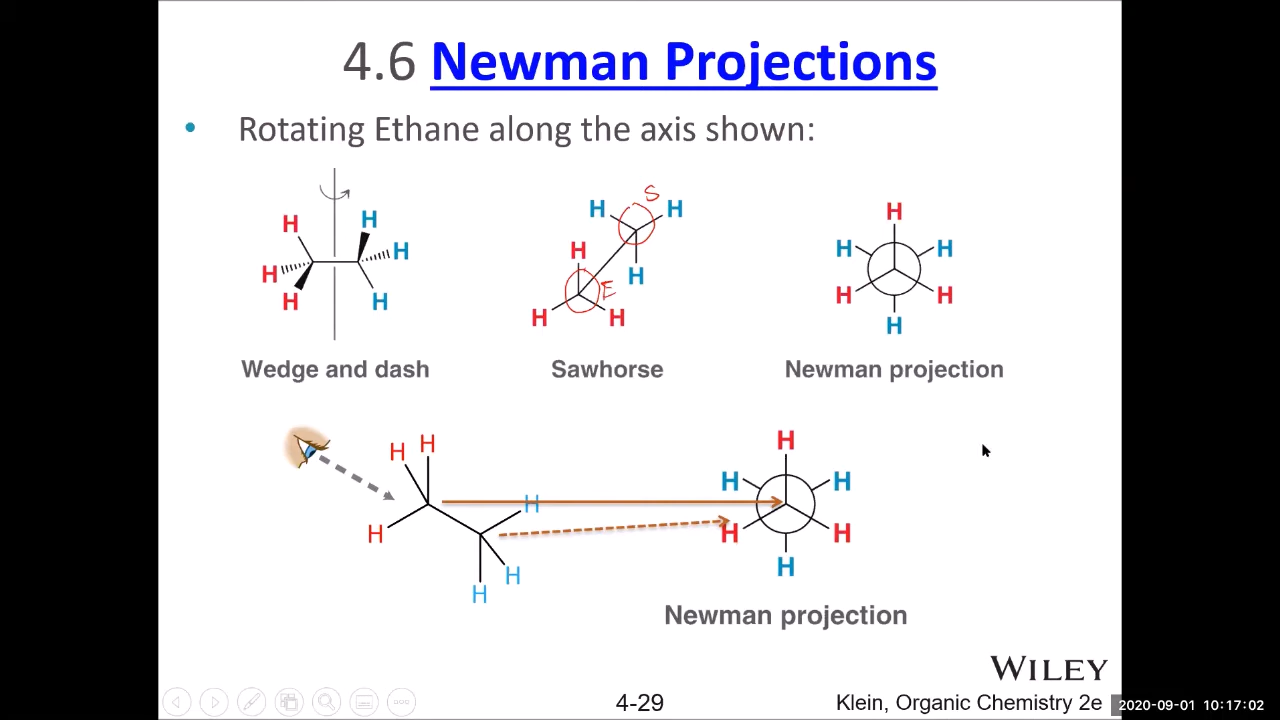 4.6 Newman Projections
• Rotating Ethane along the axis shown:
H H H H H H
Wedge and dash
S
H H H H H H
E
Sawhorse
H H H H H H
Newman projection
H H H H H H
H H H H H H
Newman projection
WILEY
4-29
Klein, Organic Chemistry 2e
2020-09-01 10:17:02